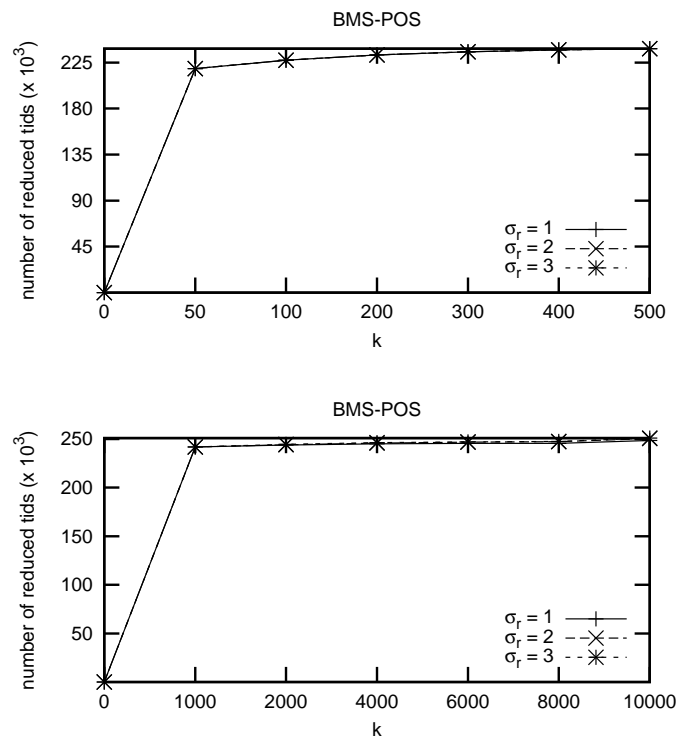 BMS-POS
number of reduced tids (x 10³)
225
180
135
90
45
σr = 1
σr = 2
σr = 3
0 50 100 200 300 400 500
k
BMS-POS
number of reduced tids (x 10³)
250
200
150
100
50
σr = 1
σr = 2
σr = 3
0 1000 2000 4000 6000 8000 10000
k